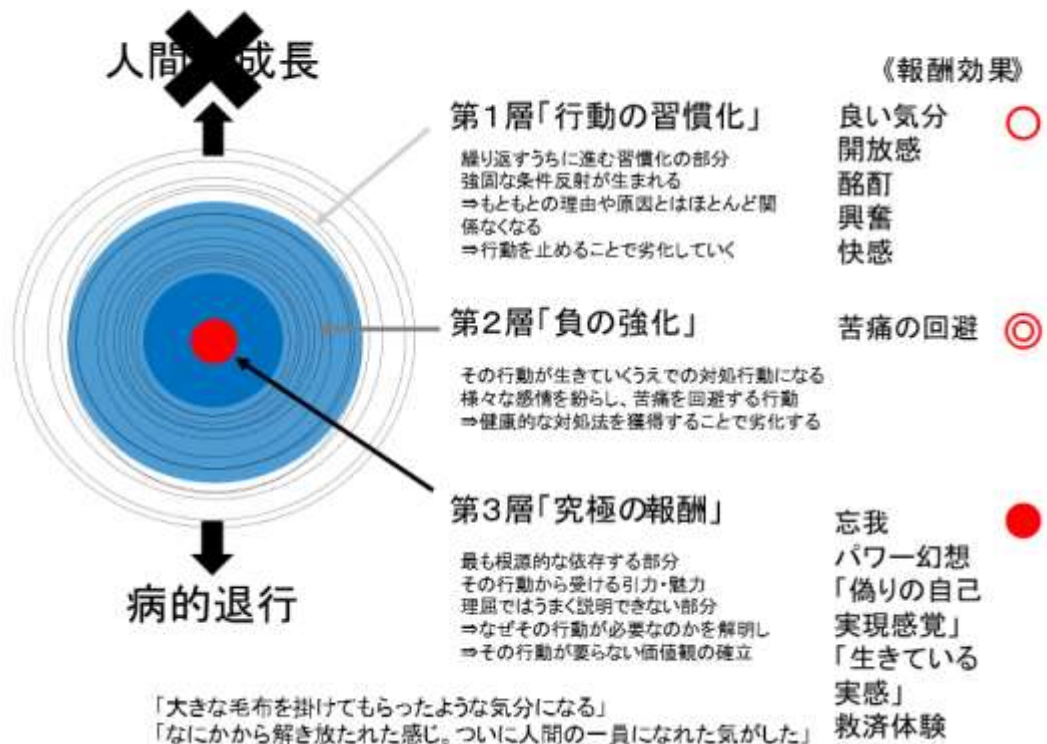 人間 成長
《報酬効果》
第1層「行動の習慣化」
繰り返すうちに進む習慣化の部分
強固な条件反射が生まれる
⇒もともとの理由や原因とはほとんど関
係なくなる
⇒行動を止めることで劣化していく
良い気分
開放感
酩酊
興奮
快感
第2層「負の強化」
その行動が生きていくうえでの対処行動になる
様々な感情を紛らし、苦痛を回避する行動
⇒健康的な対処法を獲得することで劣化する
苦痛の回避
第3層「究極の報酬」
最も根源的な依存する部分
その行動から受ける引力・魅力
理屈ではうまく説明できない部分
⇒なぜその行動が必要なのかを解明し
⇒その行動が要らない価値観の確立
忘我
パワー幻想
「偽りの自己
実現感覚」
「生きている
実感」
救済体験
病的退行
「大きな毛布を掛けてもらったような気分になる」
「なにかから解き放たれた感じ。ついに人間の一員になれた気がした」